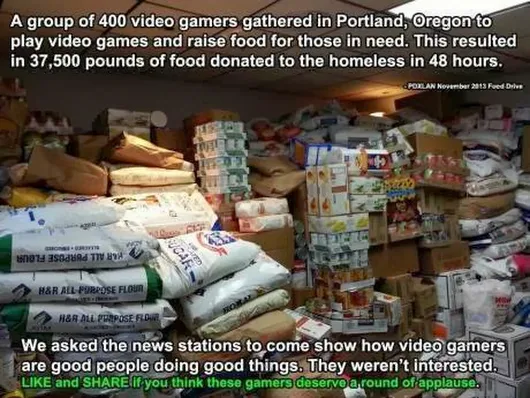 A group of 400 video gamers gathered in Portland, Oregon to
play video games and raise food for those in need. This resulted
in 37,500 pounds of food donated to the homeless in 48 hours.
- PDXLAN November 2013 Food Drive
H&R ALL PURPOSE FLOUR
SUGAR
H&R ALL-PURPOSE FLOUR
H&R ALL PURPOSE FLOUR
We asked the news stations to come show how video gamers
are good people doing good things. They weren't interested.
LIKE and SHARE if you think these gamers deserve a round of applause.